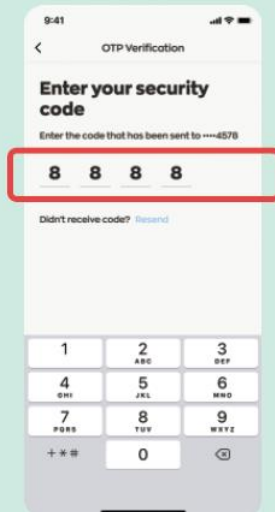 9:41
OTP Verification
Enter your security
code
Enter the code that has been sent to ••••4578
8 8 8 8
Didn't receive code? Resend
1 2 3
ABC DEF
4 5 6
GHI JKL MNO
7 8 9
PQRS TUV WXYZ
+ * # 0